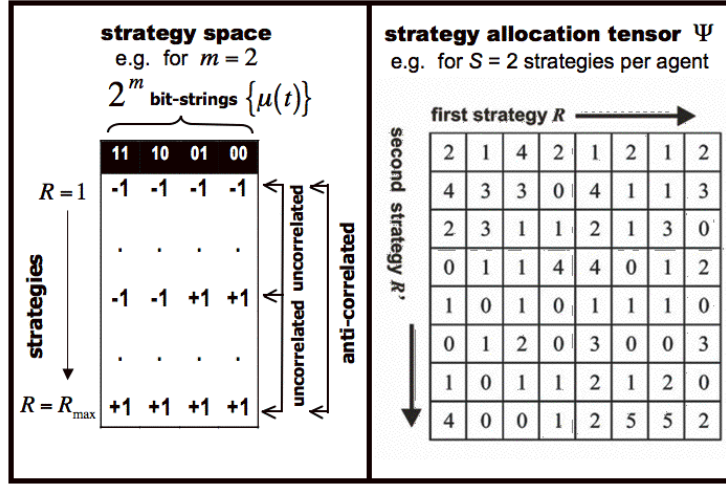 strategy space
e.g. for m = 2
2^m bit-strings {μ(t)}
11 10 01 00
R = 1 -1 -1 -1 -1
. . . .
-1 -1 +1 +1
. . . .
R = R_max +1 +1 +1 +1
strategies
uncorrelated uncorrelated
anti-correlated
strategy allocation tensor Ψ
e.g. for S = 2 strategies per agent
first strategy R
second strategy R'
2 1 4 2 1 2 1 2
4 3 3 0 4 1 1 3
2 3 1 1 2 1 3 0
0 1 1 4 4 0 1 2
1 0 1 0 1 1 1 0
0 1 2 0 3 0 0 3
1 0 1 1 2 1 2 0
4 0 0 1 2 5 5 2